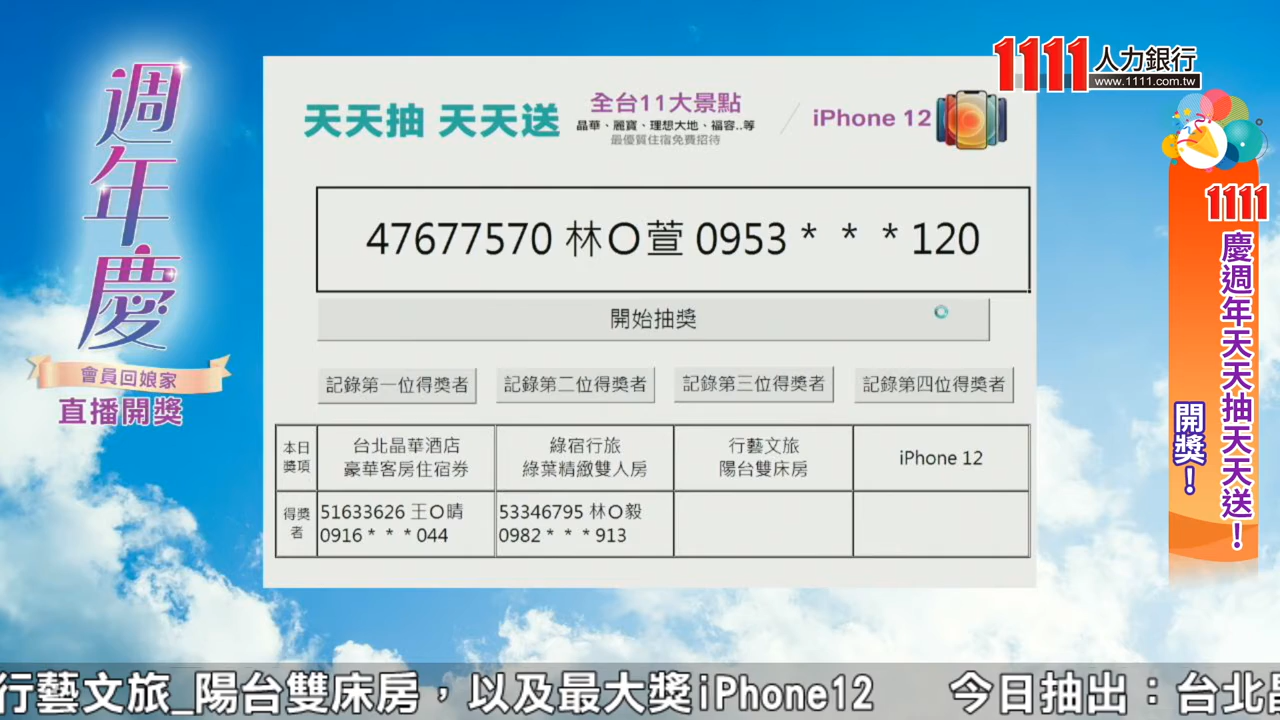 週年慶
會員回娘家
直播開獎
天天抽 天天送
全台11大景點
晶華、麗寶、理想大地、福容..等
最優質住宿免費招待
iPhone 12
1111人力銀行
www.1111.com.tw
47677570 林O萱 0953 * * * 120
開始抽獎
記錄第一位得獎者
記錄第二位得獎者
記錄第三位得獎者
記錄第四位得獎者
本日
獎項
台北晶華酒店
豪華客房住宿券
綠宿行旅
綠葉精緻雙人房
行藝文旅
陽台雙床房
iPhone 12
得獎
者
51633626 王O晴
0916 * * * 044
53346795 林O毅
0982 * * * 913
1111
慶週年天天抽天天送！
開獎！
行藝文旅_陽台雙床房，以及最大獎iPhone12 今日抽出：台北